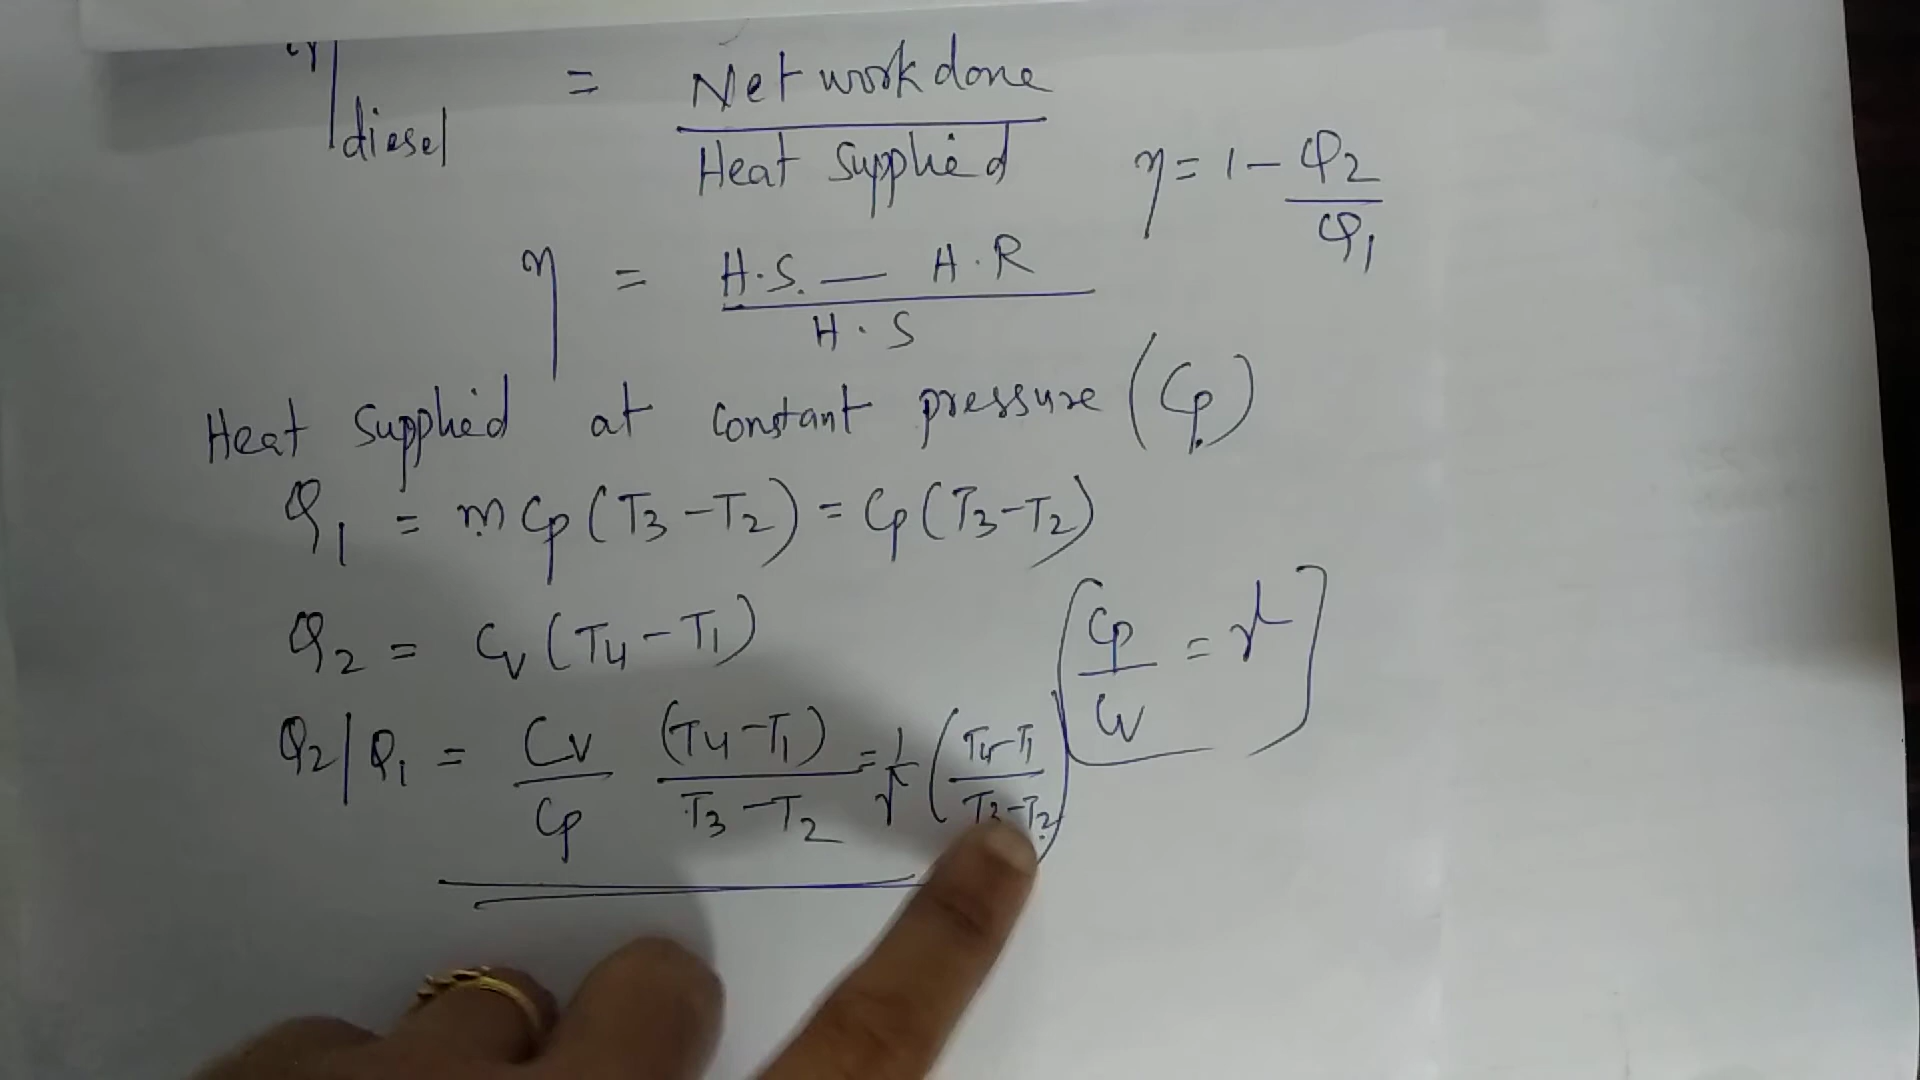 η diesel = Net workdone / Heat Supplied
η = 1 - Q2 / Q1
η = H.S. - H.R / H.S
Heat Supplied at constant pressure (Cp)
Q1 = m Cp (T3 - T2) = Cp (T3 - T2)
Q2 = Cv (T4 - T1)
[Cp / Cv = γ]
Q2 / Q1 = Cv / Cp (T4 - T1) / T3 - T2 = 1/γ (T4 - T1 / T3 - T2)